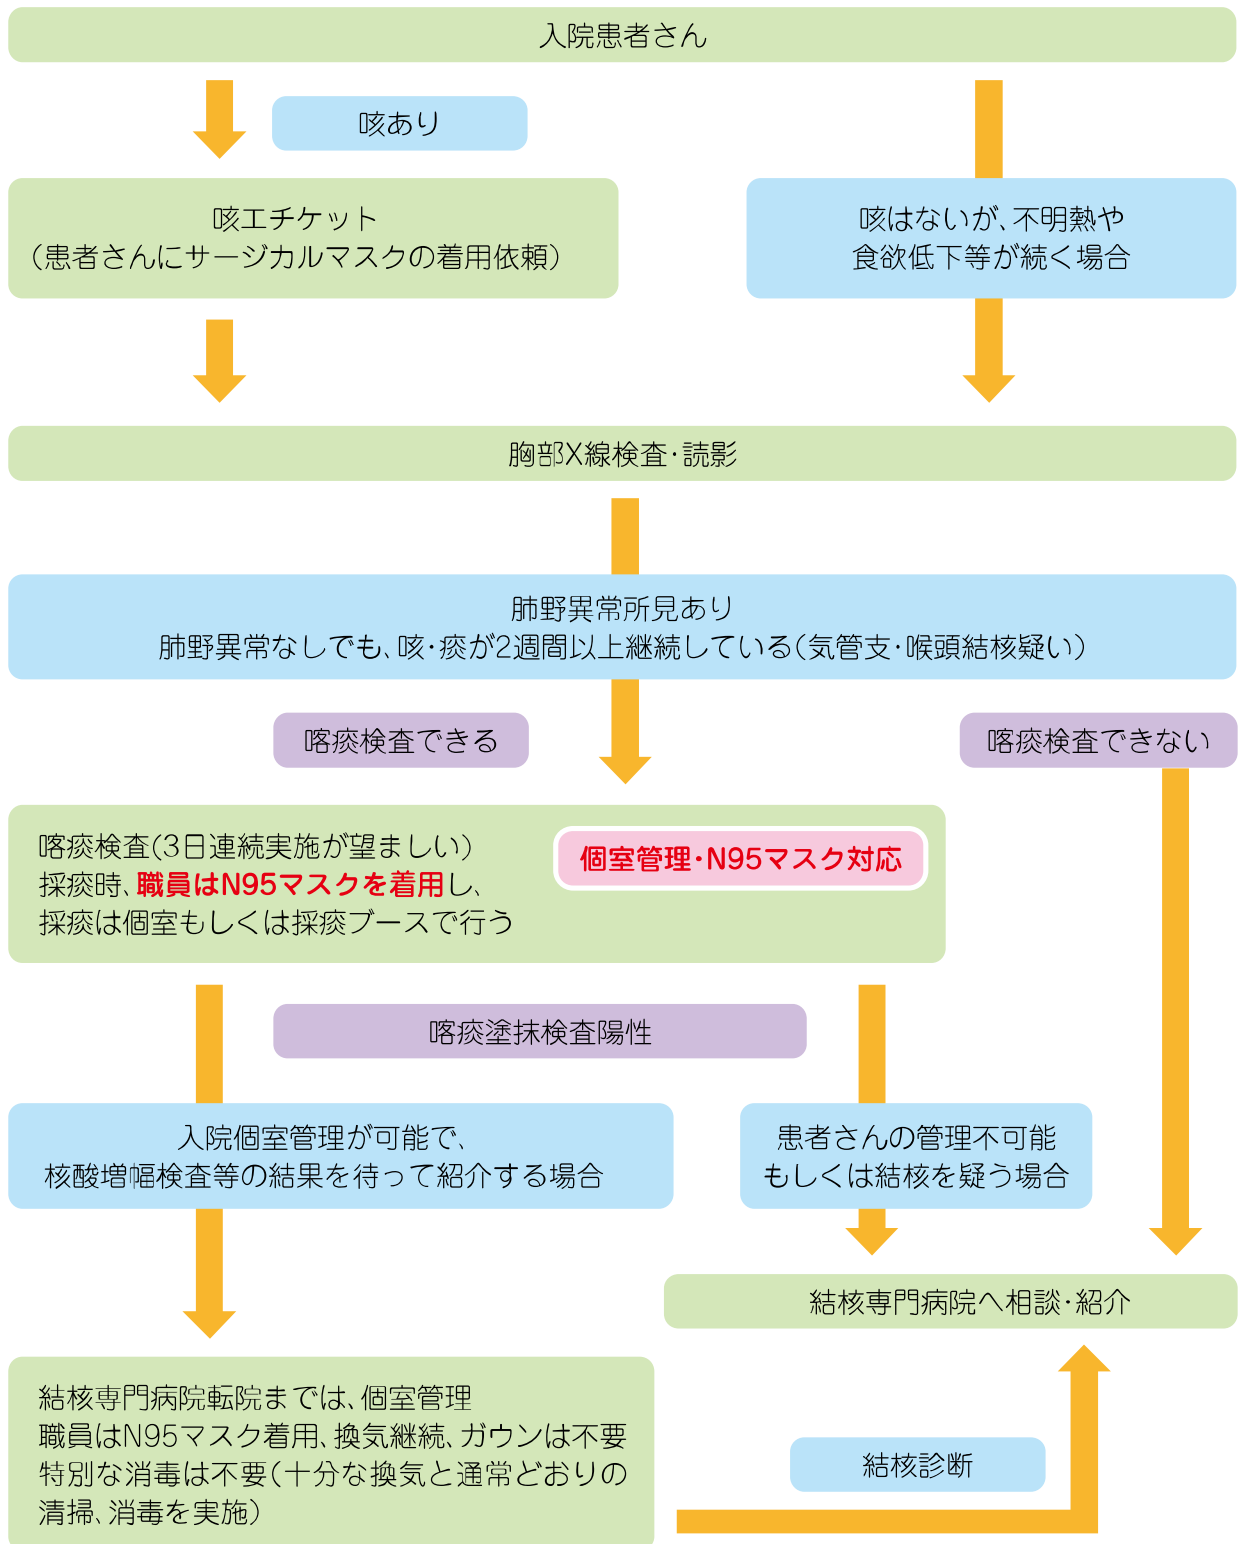 入院患者さん
咳あり
咳エチケット
（患者さんにサージカルマスクの着用依頼）
咳はないが、不明熱や
食欲低下等が続く場合
胸部X線検査・読影
肺野異常所見あり
肺野異常なしでも、咳・痰が2週間以上継続している（気管支・喉頭結核疑い）
喀痰検査できる
喀痰検査できない
喀痰検査(3日連続実施が望ましい)
採痰時、職員はN95マスクを着用し、
採痰は個室もしくは採痰ブースで行う
個室管理・N95マスク対応
喀痰塗抹検査陽性
入院個室管理が可能で、
核酸増幅検査等の結果を待って紹介する場合
患者さんの管理不可能
もしくは結核を疑う場合
結核専門病院へ相談・紹介
結核専門病院転院までは、個室管理
職員はN95マスク着用、換気継続、ガウンは不要
特別な消毒は不要（十分な換気と通常どおりの
清掃、消毒を実施）
結核診断